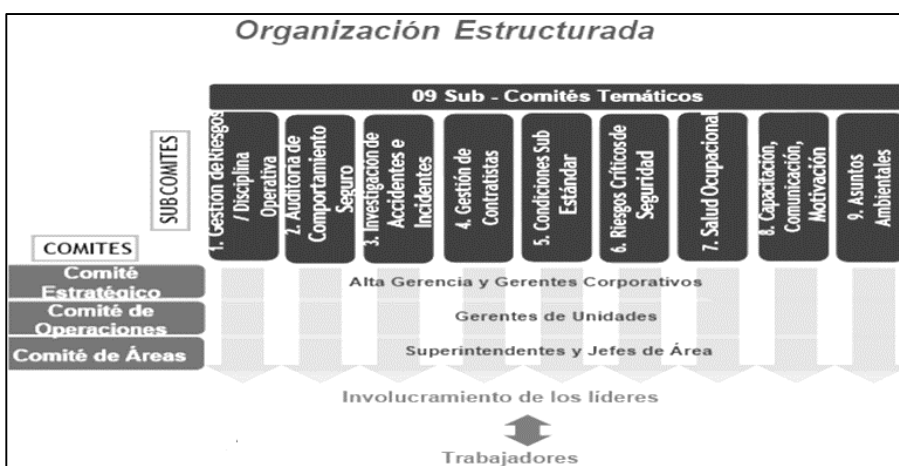 Organización Estructurada
09 Sub - Comités Temáticos
SUBCOMITES
1. Gestión de Riesgos
/ Disciplina
Operativa
2. Auditoria de
Comportamiento
Seguro
3. Investigación de
Accidentes e
Incidentes
4. Gestión de
Contratistas
5. Condiciones Sub
Estándar
6. Riesgos Críticos de
Seguridad
7. Salud Ocupacional
8. Capacitación,
Comunicación,
Motivación
9. Asuntos
Ambientales
COMITES
Comité
Estratégico
Alta Gerencia y Gerentes Corporativos
Comité de
Operaciones
Gerentes de Unidades
Comité de Áreas
Superintendentes y Jefes de Área
Involucramiento de los líderes
Trabajadores